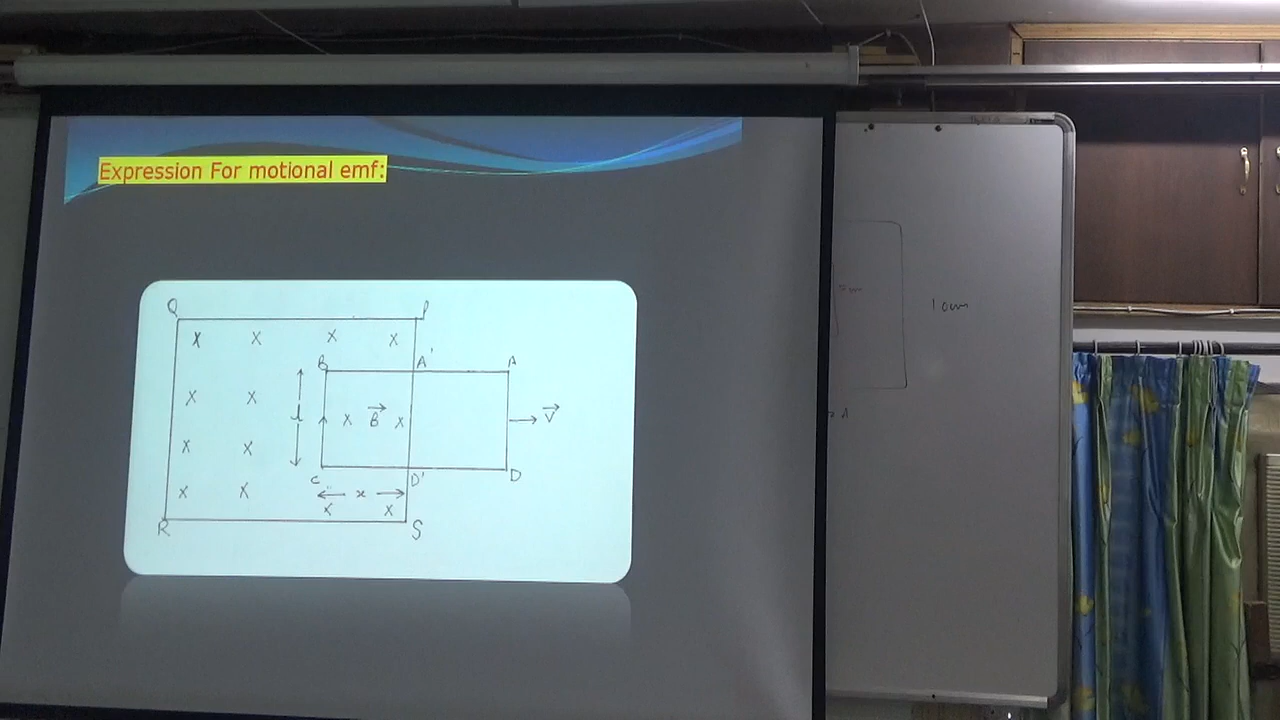 Expression For motional emf:
Q P
X X X X
B A' A
X X
l X B X V
X X
C D' D
x
X X X X
R S
10cm